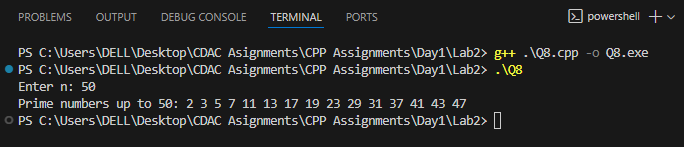 PROBLEMS OUTPUT DEBUG CONSOLE TERMINAL PORTS powershell
PS C:\Users\DELL\Desktop\CDAC Asignments\CPP Assignments\Day1\Lab2> g++ .\Q8.cpp -o Q8.exe
PS C:\Users\DELL\Desktop\CDAC Asignments\CPP Assignments\Day1\Lab2> .\Q8
Enter n: 50
Prime numbers up to 50: 2 3 5 7 11 13 17 19 23 29 31 37 41 43 47
PS C:\Users\DELL\Desktop\CDAC Asignments\CPP Assignments\Day1\Lab2>